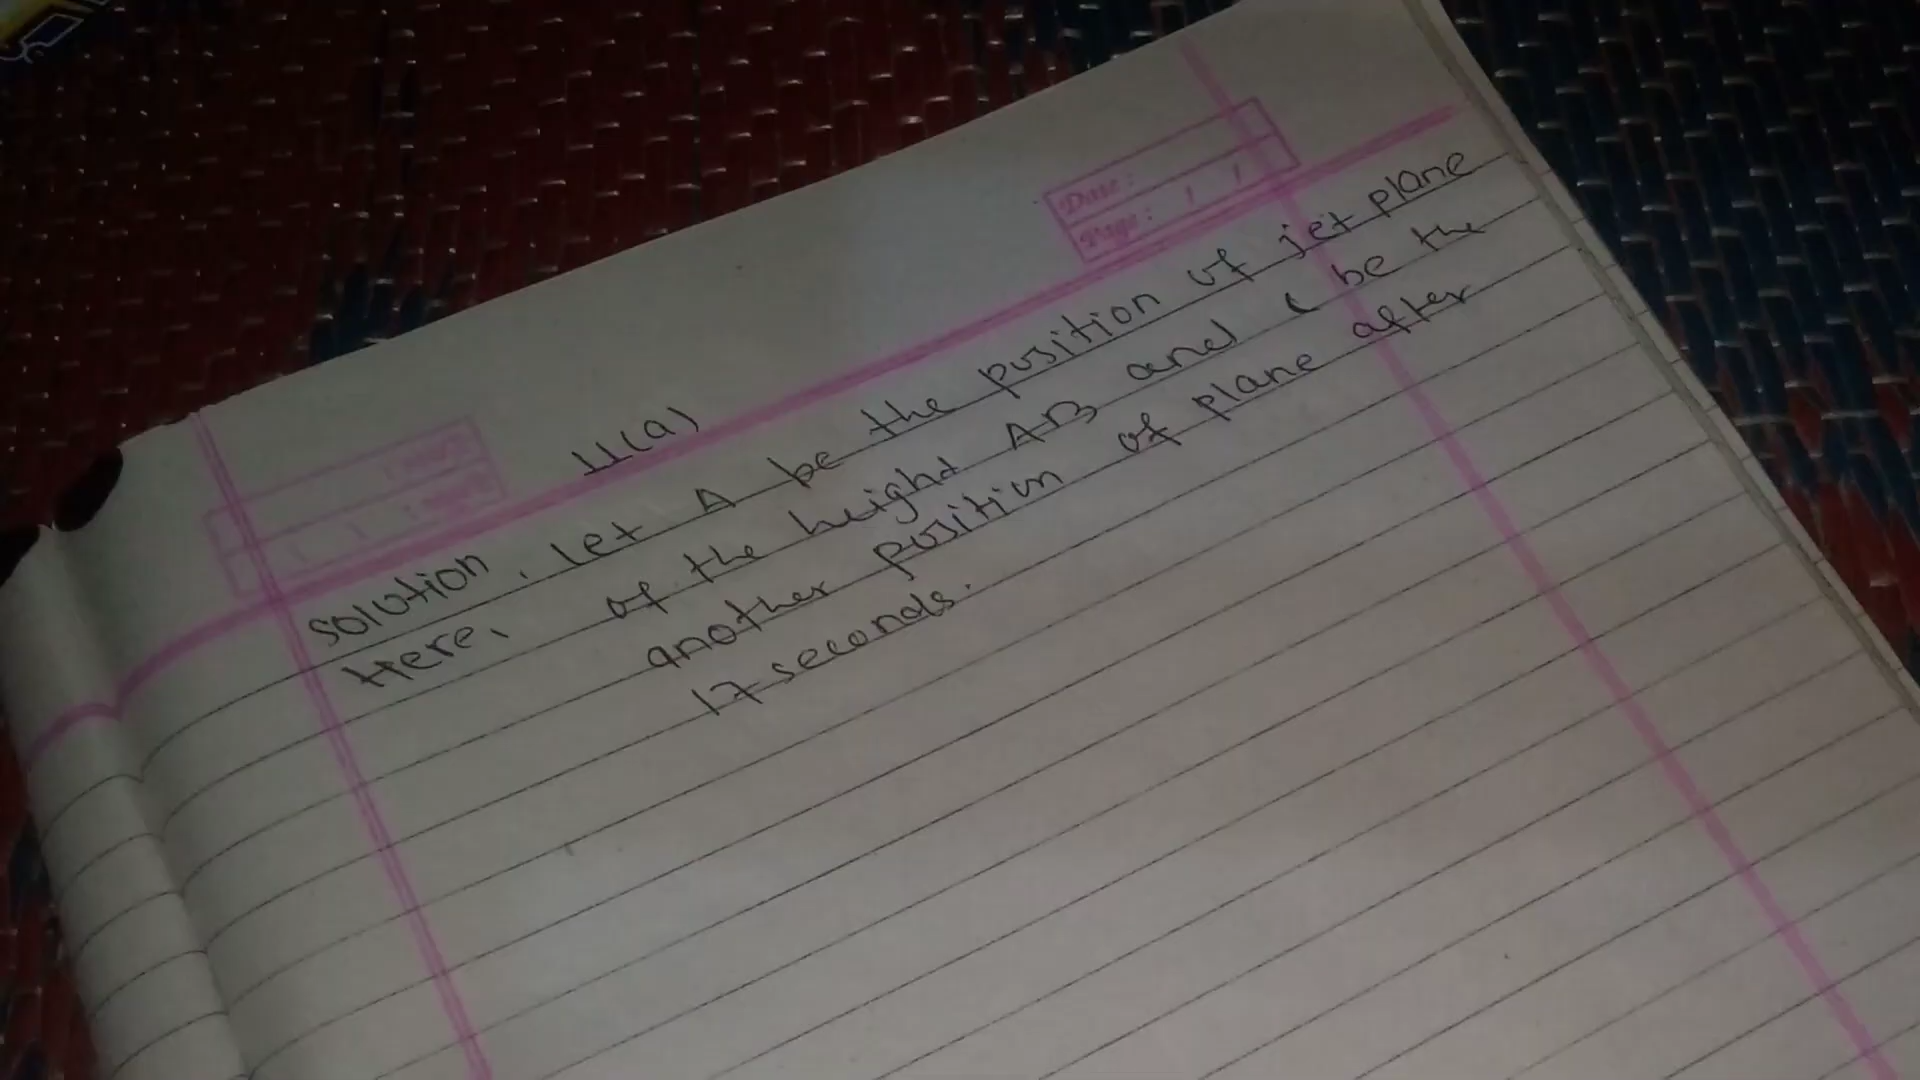 Date:
Page:
11(a)
solution. let A be the position of jet plane
Here, of the height AB and C be the
another position of plane after
17 seconds.